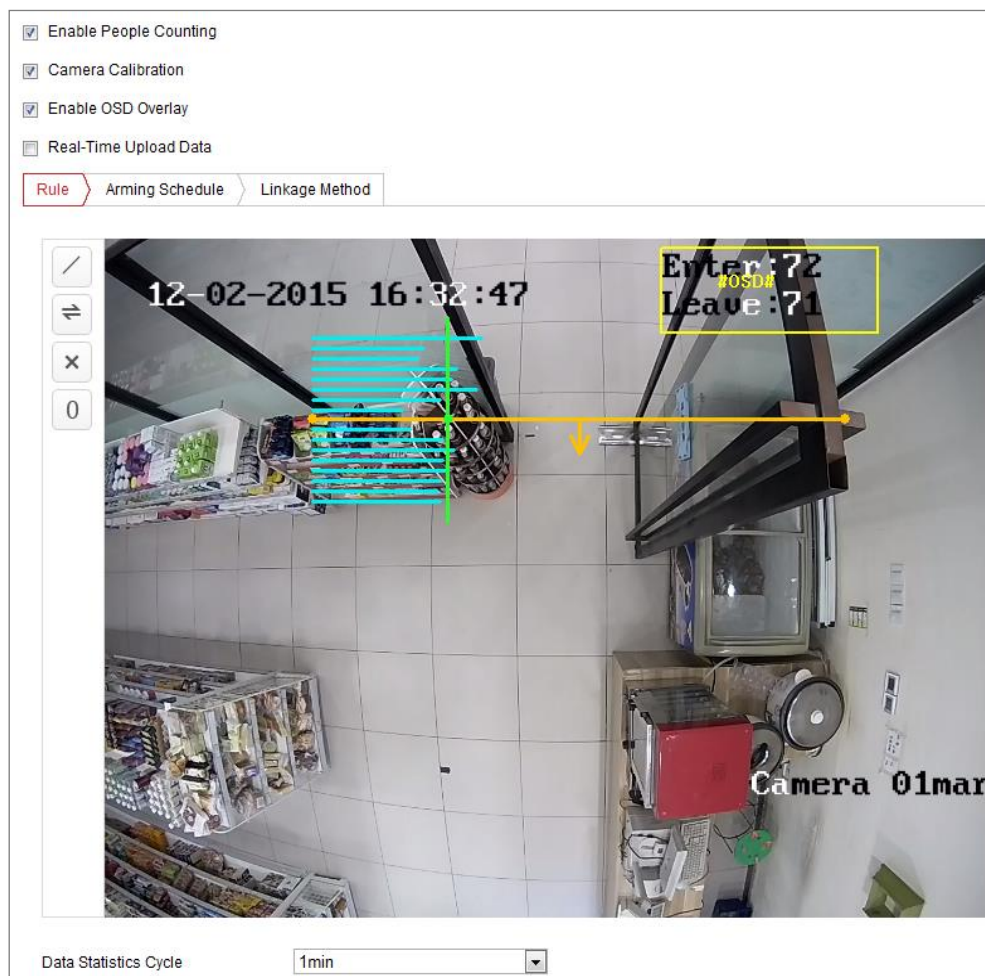 Enable People Counting
Camera Calibration
Enable OSD Overlay
Real-Time Upload Data
Rule Arming Schedule Linkage Method
12-02-2015 16:32:47
Enter:72
#OSD#
Leave:71
0
Camera 01mar
Data Statistics Cycle 1min